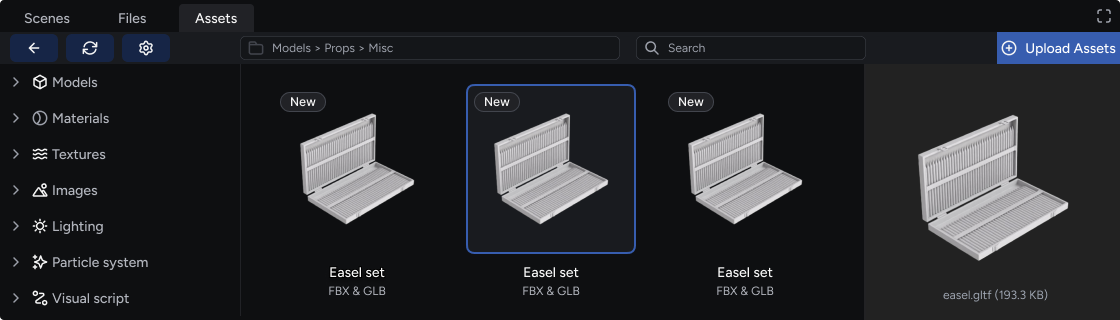 Scenes Files Assets
Models > Props > Misc Search Upload Assets
Models
Materials
Textures
Images
Lighting
Particle system
Visual script
New New New
Easel set Easel set Easel set
FBX & GLB FBX & GLB FBX & GLB
easel.gltf (193.3 KB)